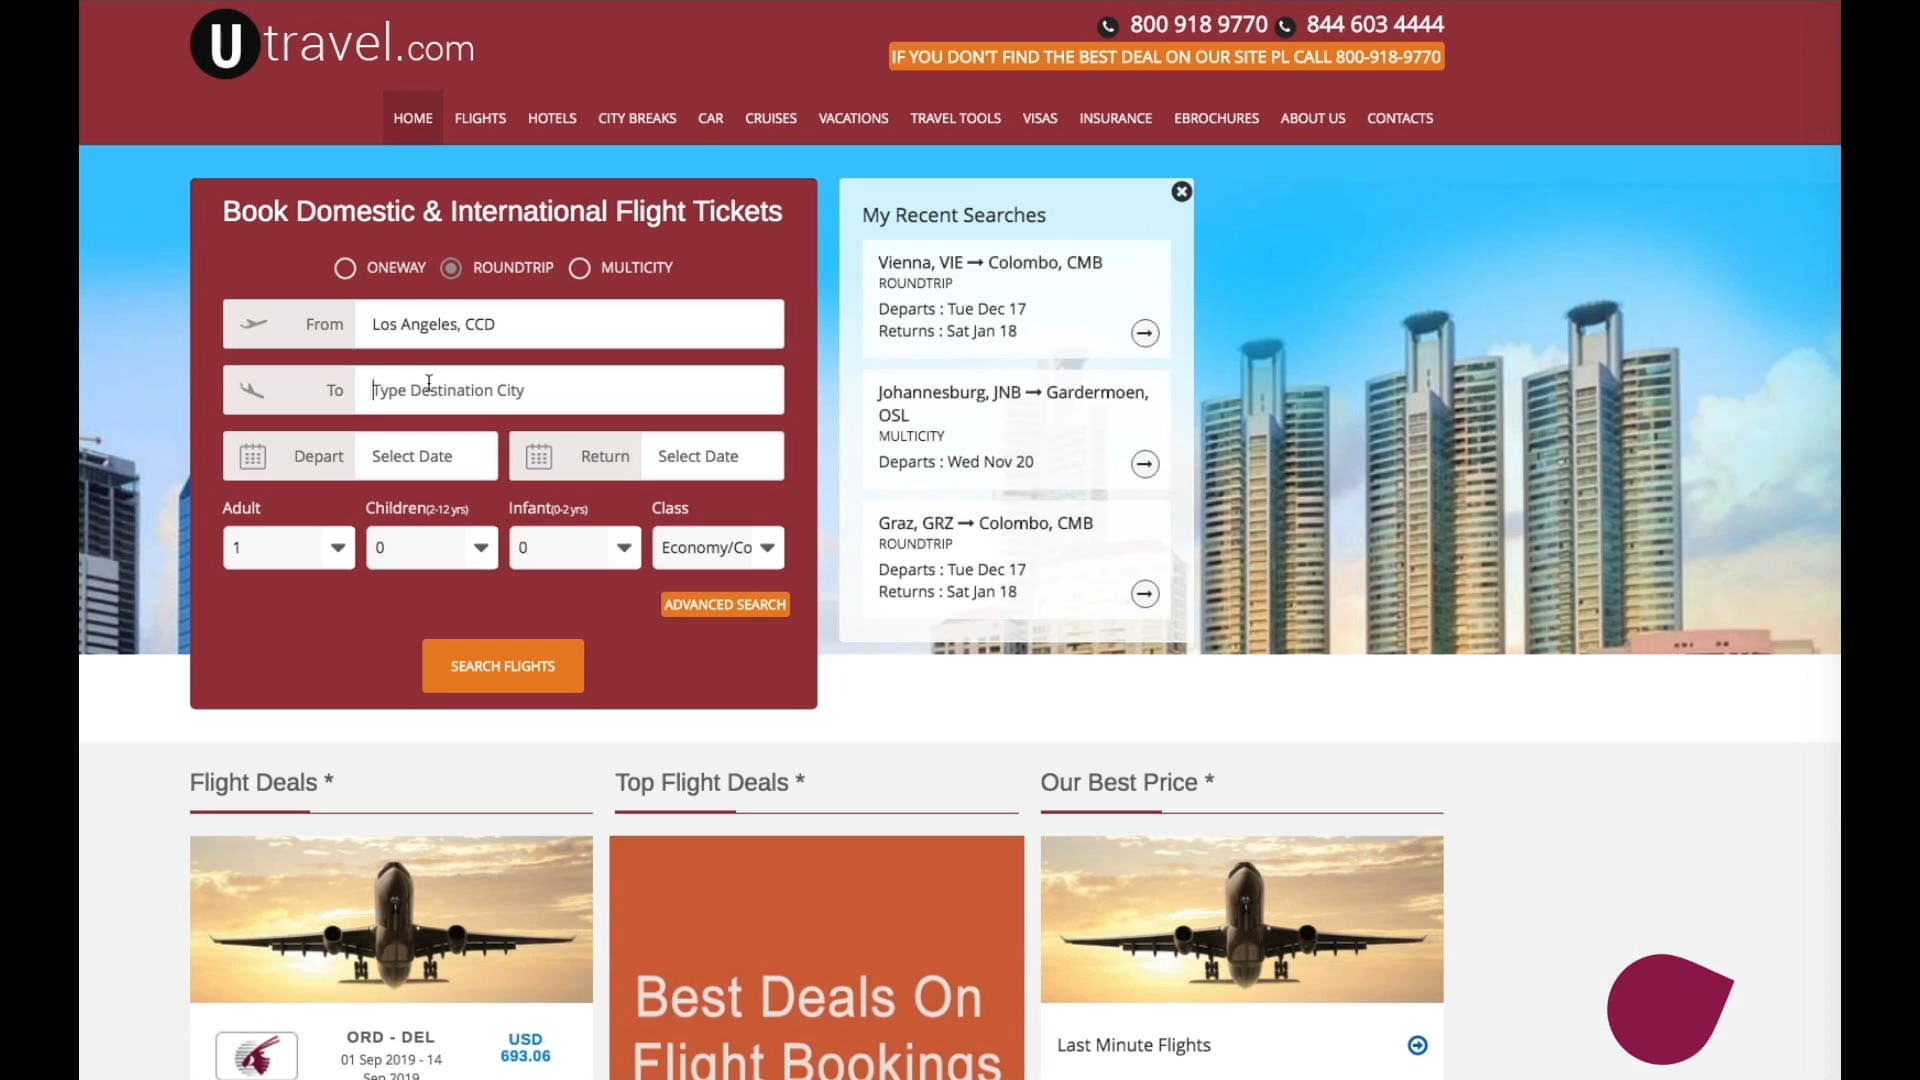 U travel.com
800 918 9770 844 603 4444
IF YOU DON'T FIND THE BEST DEAL ON OUR SITE PL CALL 800-918-9770
HOME FLIGHTS HOTELS CITY BREAKS CAR CRUISES VACATIONS TRAVEL TOOLS VISAS INSURANCE EBROCHURES ABOUT US CONTACTS
Book Domestic & International Flight Tickets
ONEWAY ROUNDTRIP MULTICITY
From Los Angeles, CCD
To Type Destination City
Depart Select Date Return Select Date
Adult Children(2-12 yrs) Infant(0-2 yrs) Class
1 0 0 Economy/Co
ADVANCED SEARCH
SEARCH FLIGHTS
My Recent Searches
Vienna, VIE → Colombo, CMB
ROUNDTRIP
Departs : Tue Dec 17
Returns : Sat Jan 18
Johannesburg, JNB → Gardermoen,
OSL
MULTICITY
Departs : Wed Nov 20
Graz, GRZ → Colombo, CMB
ROUNDTRIP
Departs : Tue Dec 17
Returns : Sat Jan 18
Flight Deals *
ORD - DEL
01 Sep 2019 - 14
Sep 2019
USD
693.06
Top Flight Deals *
Best Deals On
Flight Bookings
Our Best Price *
Last Minute Flights